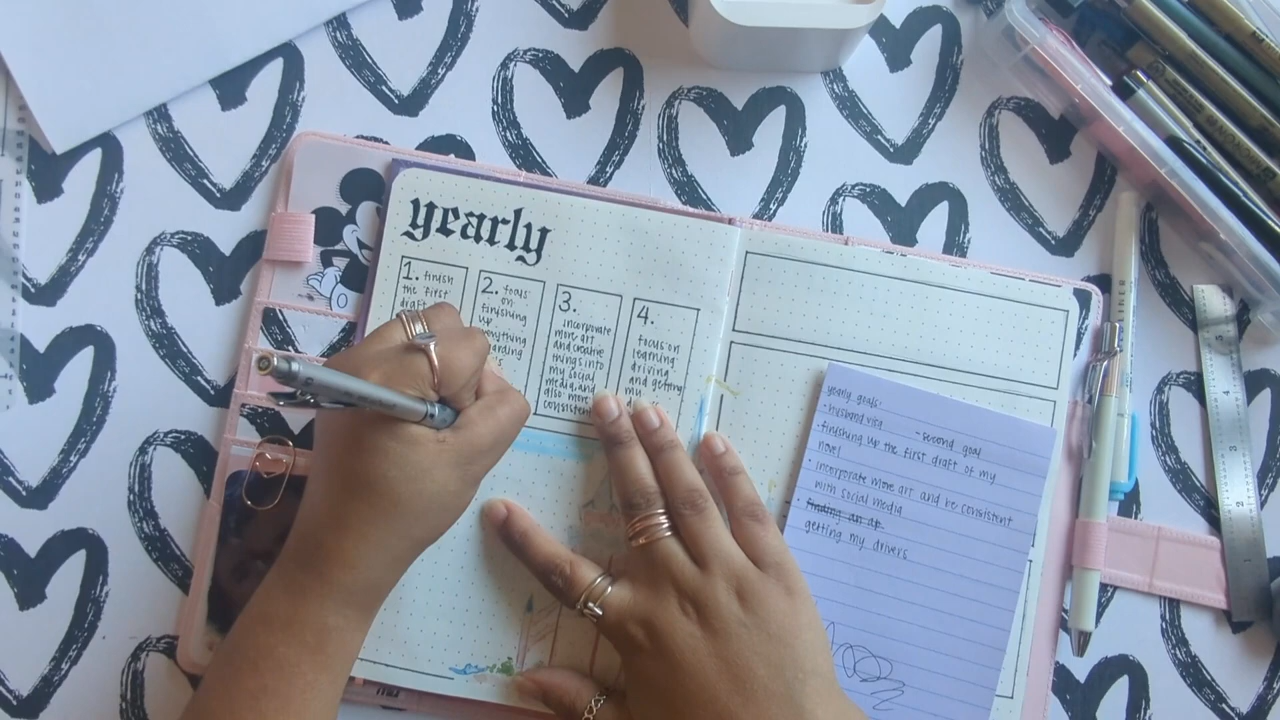 yearly
1. finish
the first
draft
2. focus
on
finishing
up
3.
incorporate
more art
and creative
things into
my social
media, and
also more
consistent
4.
focus on
learning
driving
and getting
my
yearly goals:
• husband visa - second goal
• finishing up the first draft of my
novel
• incorporate more art and be consistent
with social media
• finding an ap
getting my drivers